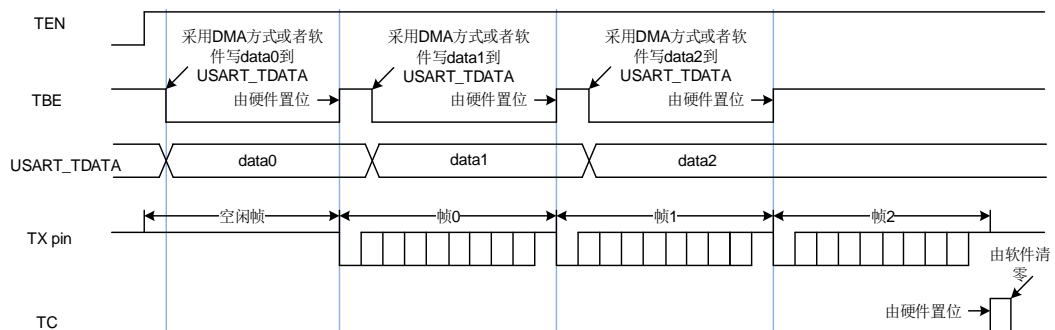 TEN
采用DMA方式或者软
件写data0到
USART_TDATA
采用DMA方式或者软
件写data1到
USART_TDATA
采用DMA方式或者软
件写data2到
USART_TDATA
TBE
由硬件置位
由硬件置位
由硬件置位
USART_TDATA
data0
data1
data2
空闲帧
帧0
帧1
帧2
TX pin
由软件清
零
由硬件置位
TC